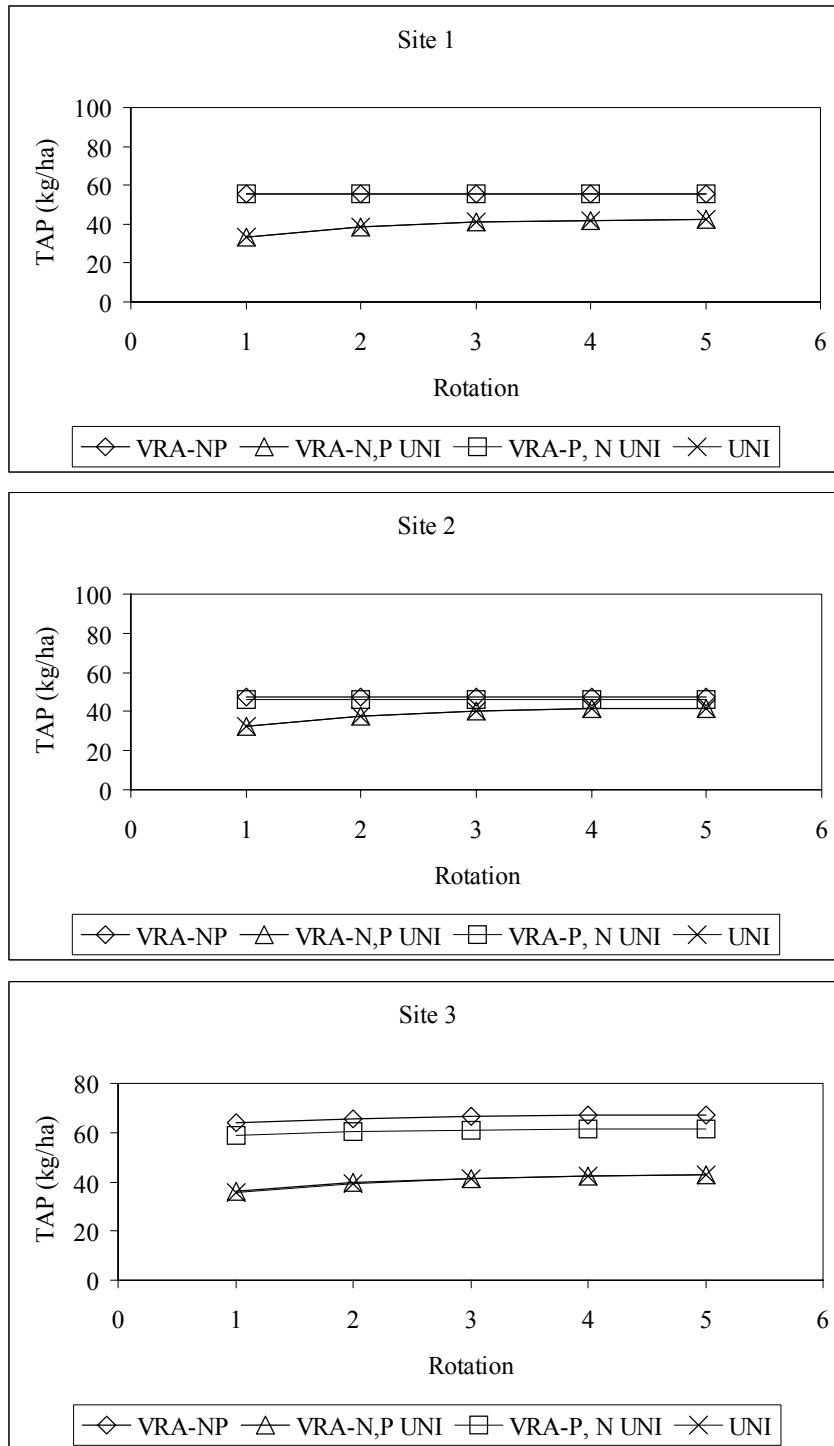 Site 1
TAP (kg/ha)
100
80
60
40
20
0
0 1 2 3 4 5 6
Rotation
VRA-NP VRA-N,P UNI VRA-P, N UNI UNI
Site 2
TAP (kg/ha)
100
80
60
40
20
0
0 1 2 3 4 5 6
Rotation
VRA-NP VRA-N,P UNI VRA-P, N UNI UNI
Site 3
TAP (kg/ha)
80
60
40
20
0
0 1 2 3 4 5 6
Rotation
VRA-NP VRA-N,P UNI VRA-P, N UNI UNI